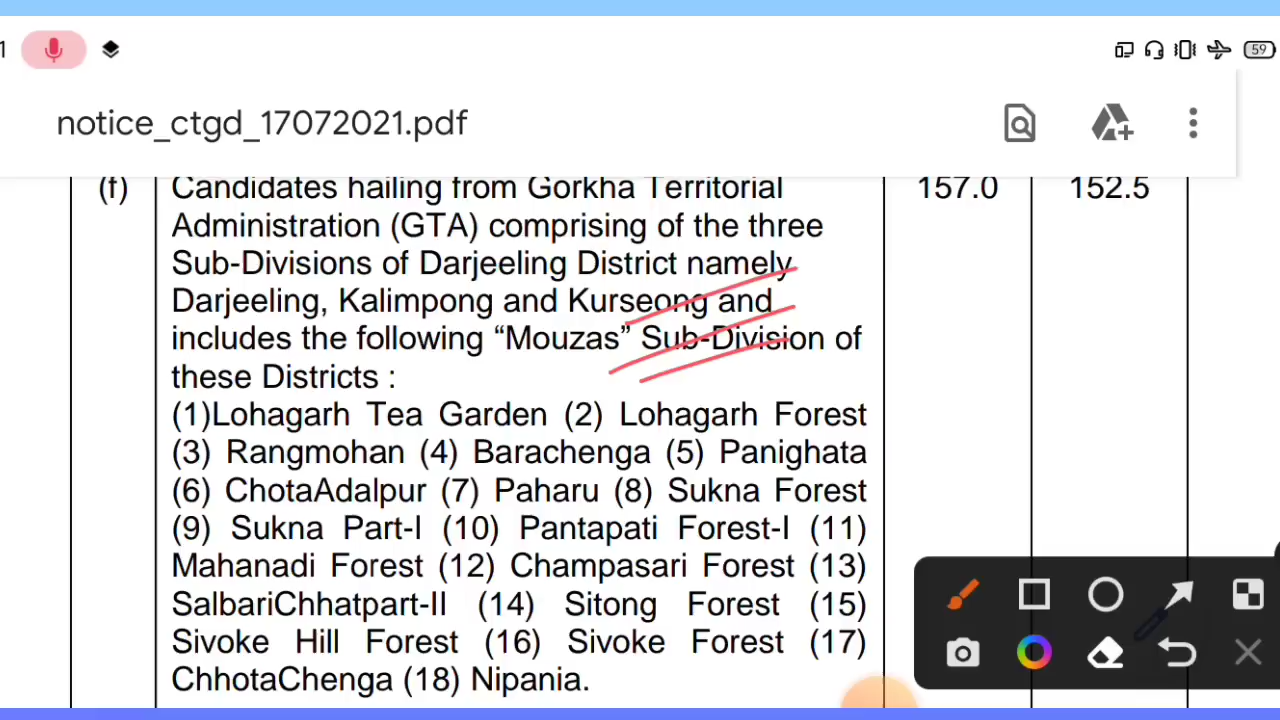 1
59
notice_ctgd_17072021.pdf
(f) Candidates hailing from Gorkha Territorial 157.0 152.5
Administration (GTA) comprising of the three
Sub-Divisions of Darjeeling District namely
Darjeeling, Kalimpong and Kurseong and
includes the following “Mouzas” Sub-Division of
these Districts :
(1)Lohagarh Tea Garden (2) Lohagarh Forest
(3) Rangmohan (4) Barachenga (5) Panighata
(6) ChotaAdalpur (7) Paharu (8) Sukna Forest
(9) Sukna Part-I (10) Pantapati Forest-I (11)
Mahanadi Forest (12) Champasari Forest (13)
SalbariChhatpart-II (14) Sitong Forest (15)
Sivoke Hill Forest (16) Sivoke Forest (17)
ChhotaChenga (18) Nipania.